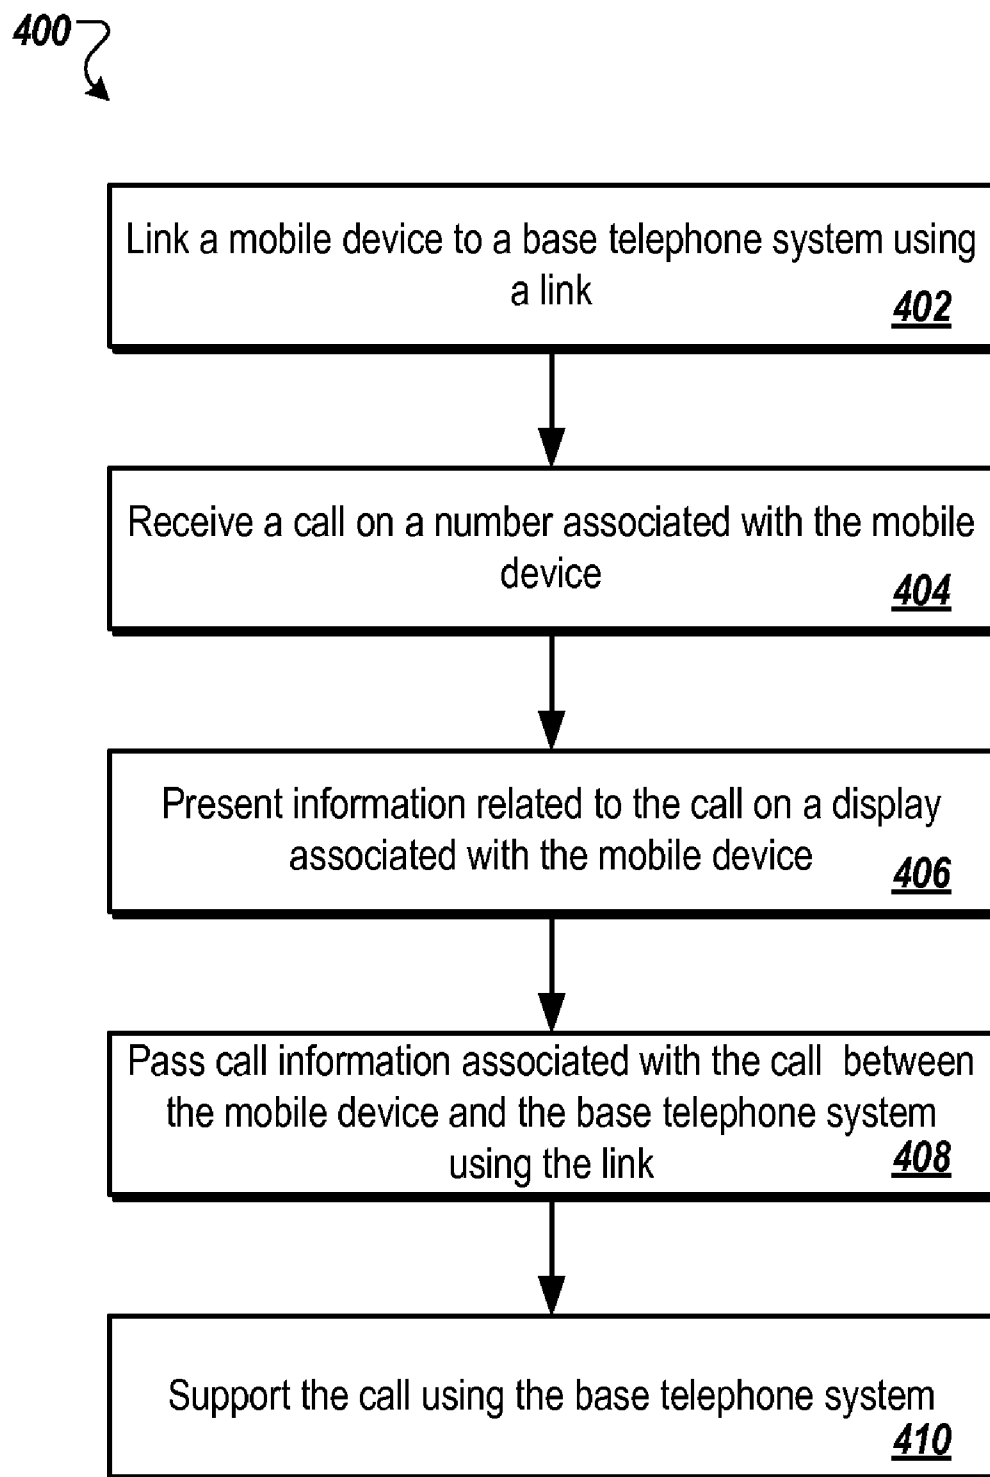 400
Link a mobile device to a base telephone system using
a link
402
Receive a call on a number associated with the mobile
device
404
Present information related to the call on a display
associated with the mobile device
406
Pass call information associated with the call between
the mobile device and the base telephone system
using the link
408
Support the call using the base telephone system
410